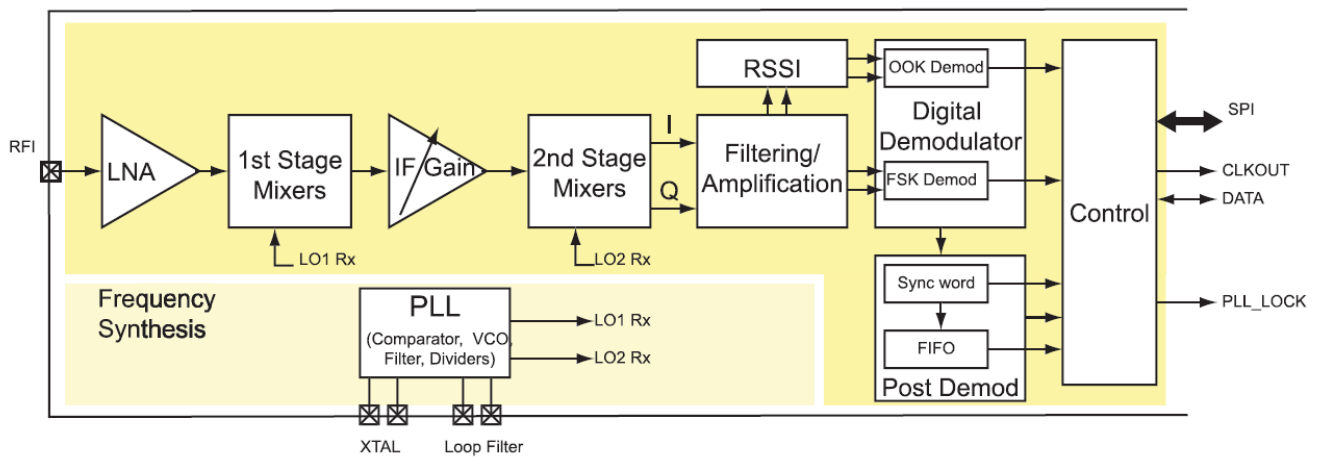 RFI
LNA
1st Stage
Mixers
LO1 Rx
IF Gain
2nd Stage
Mixers
LO2 Rx
I
Q
RSSI
Filtering/
Amplification
OOK Demod
Digital
Demodulator
FSK Demod
Sync word
FIFO
Post Demod
Control
SPI
CLKOUT
DATA
PLL_LOCK
Frequency
Synthesis
PLL
(Comparator, VCO,
Filter, Dividers)
LO1 Rx
LO2 Rx
XTAL
Loop Filter